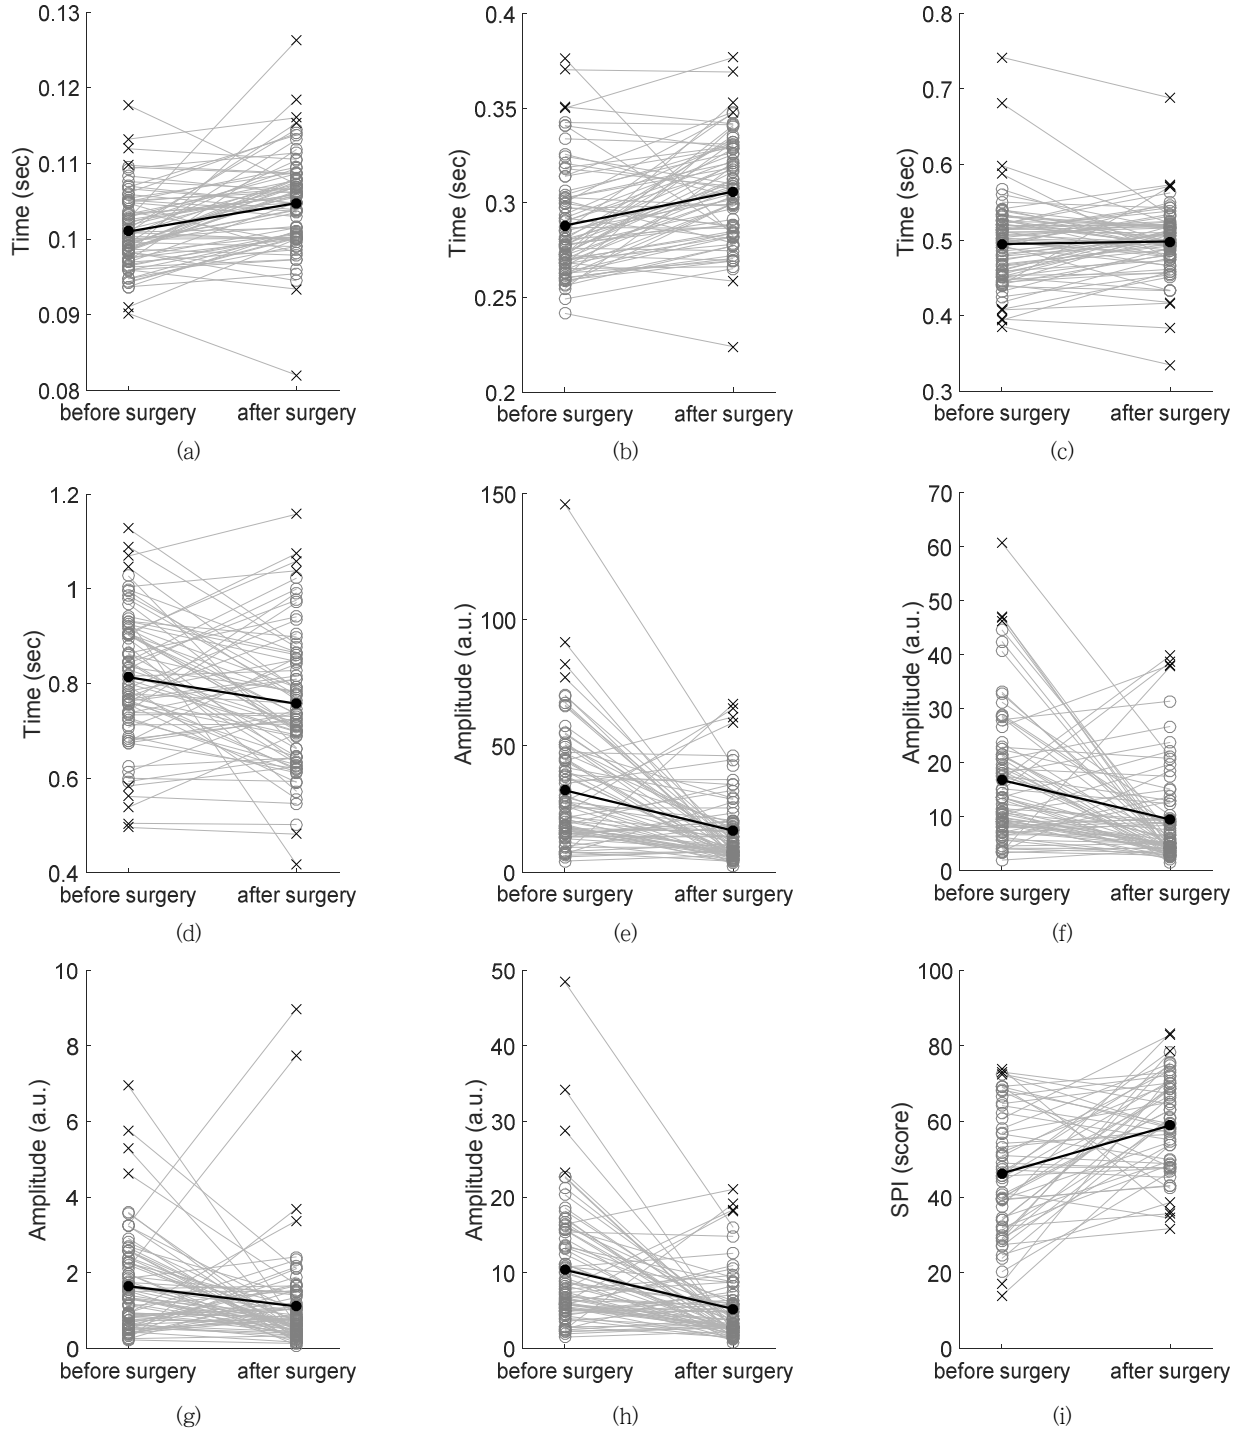 0.13
0.12
0.11
0.1
0.09
0.08
Time (sec)
before surgery
after surgery
(a)
0.4
0.35
0.3
0.25
0.2
Time (sec)
before surgery
after surgery
(b)
0.8
0.7
0.6
0.5
0.4
0.3
Time (sec)
before surgery
after surgery
(c)
1.2
1
0.8
0.6
0.4
Time (sec)
before surgery
after surgery
(d)
150
100
50
0
Amplitude (a.u.)
before surgery
after surgery
(e)
70
60
50
40
30
20
10
0
Amplitude (a.u.)
before surgery
after surgery
(f)
10
8
6
4
2
0
Amplitude (a.u.)
before surgery
after surgery
(g)
50
40
30
20
10
0
Amplitude (a.u.)
before surgery
after surgery
(h)
100
80
60
40
20
0
SPI (score)
before surgery
after surgery
(i)